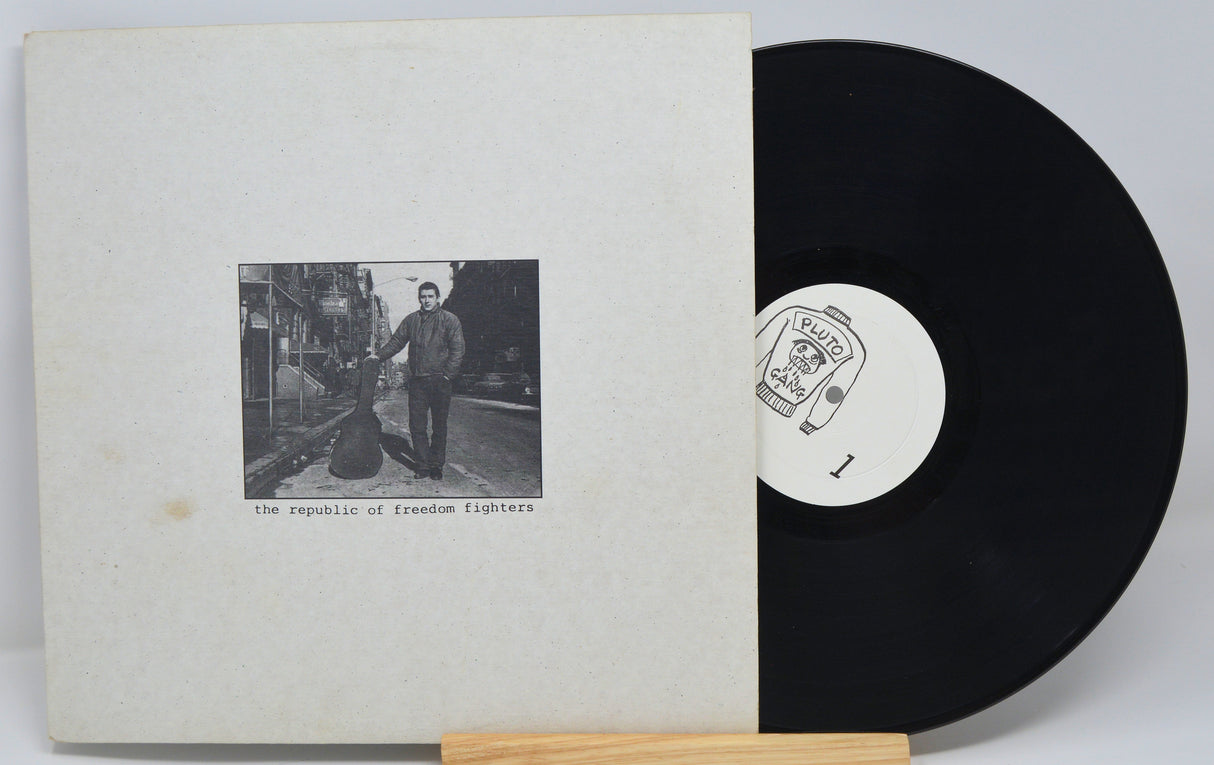 the republic of freedom fighters
PLUTO
GANG
1